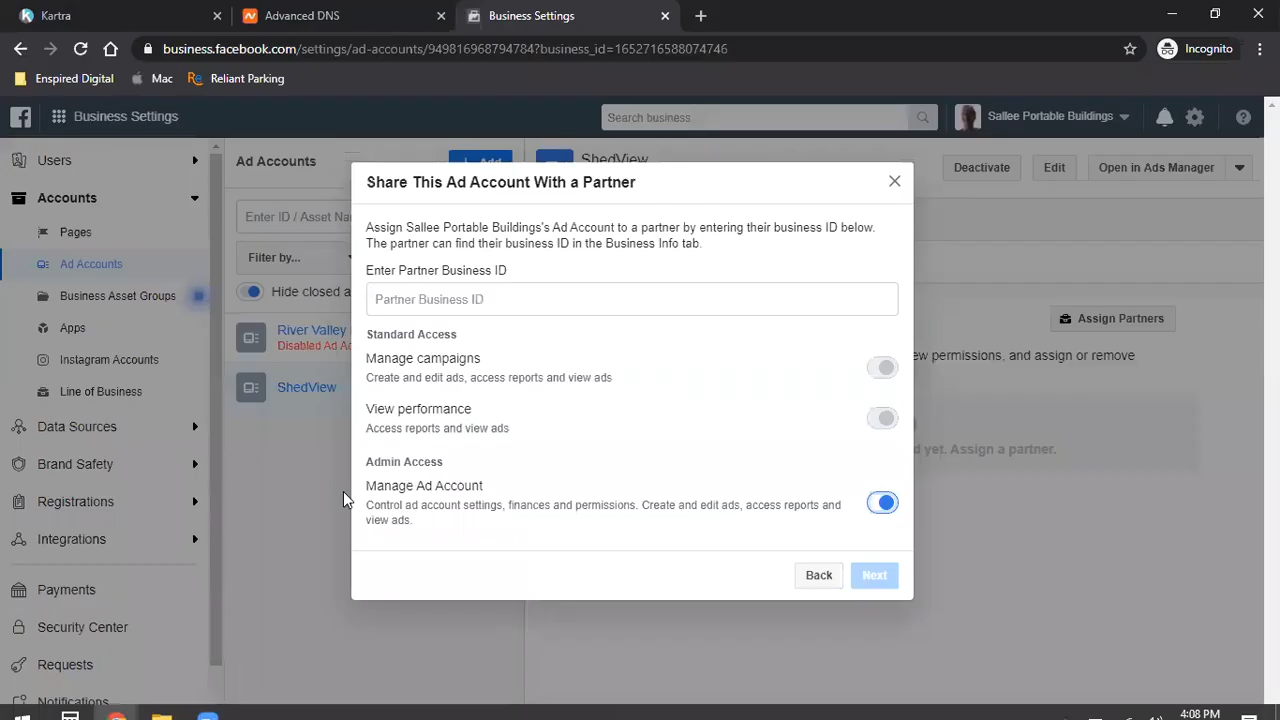 Kartra
Advanced DNS
Business Settings
business.facebook.com/settings/ad-accounts/949816968794784?business_id=1652716588074746
Incognito
Enspired Digital
Mac
Reliant Parking
Business Settings
Search business
Sallee Portable Buildings
Users
Accounts
Pages
Ad Accounts
Business Asset Groups
Apps
Instagram Accounts
Line of Business
Data Sources
Brand Safety
Registrations
Integrations
Payments
Security Center
Requests
Notifications
Ad Accounts
+ Add
Enter ID / Asset Na
Filter by...
Hide closed a
River Valley
Disabled Ad Ac
ShedView
ShedView
Deactivate
Edit
Open in Ads Manager
Assign Partners
ew permissions, and assign or remove
d yet. Assign a partner.
Share This Ad Account With a Partner
Assign Sallee Portable Buildings's Ad Account to a partner by entering their business ID below.
The partner can find their business ID in the Business Info tab.
Enter Partner Business ID
Partner Business ID
Standard Access
Manage campaigns
Create and edit ads, access reports and view ads
View performance
Access reports and view ads
Admin Access
Manage Ad Account
Control ad account settings, finances and permissions. Create and edit ads, access reports and
view ads.
Back
Next
4:08 PM